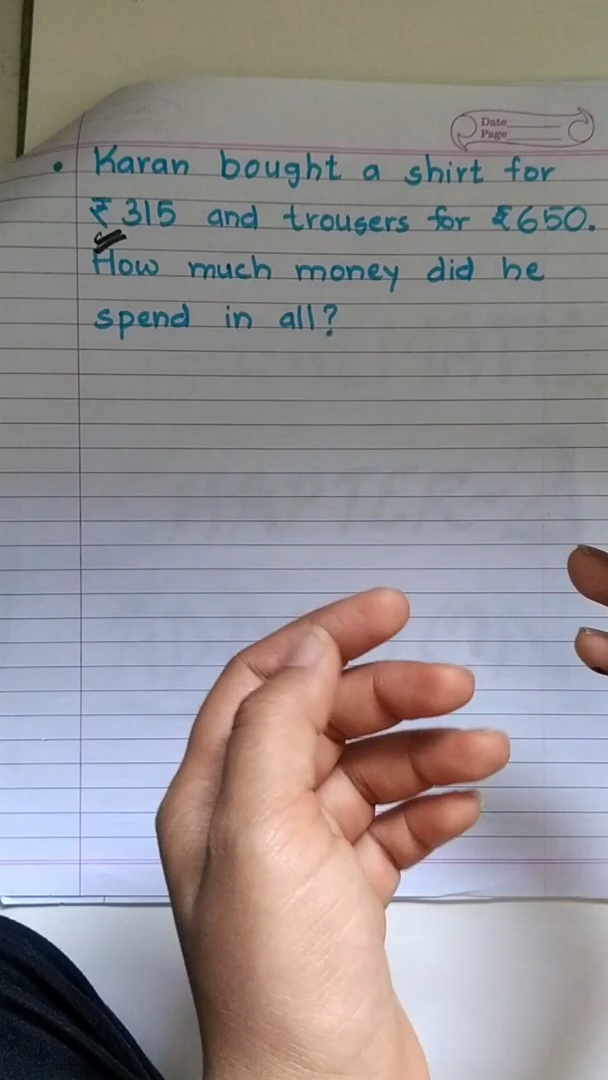 Date
Page
• Karan bought a shirt for
₹315 and trousers for ₹650.
How much money did he
spend in all?